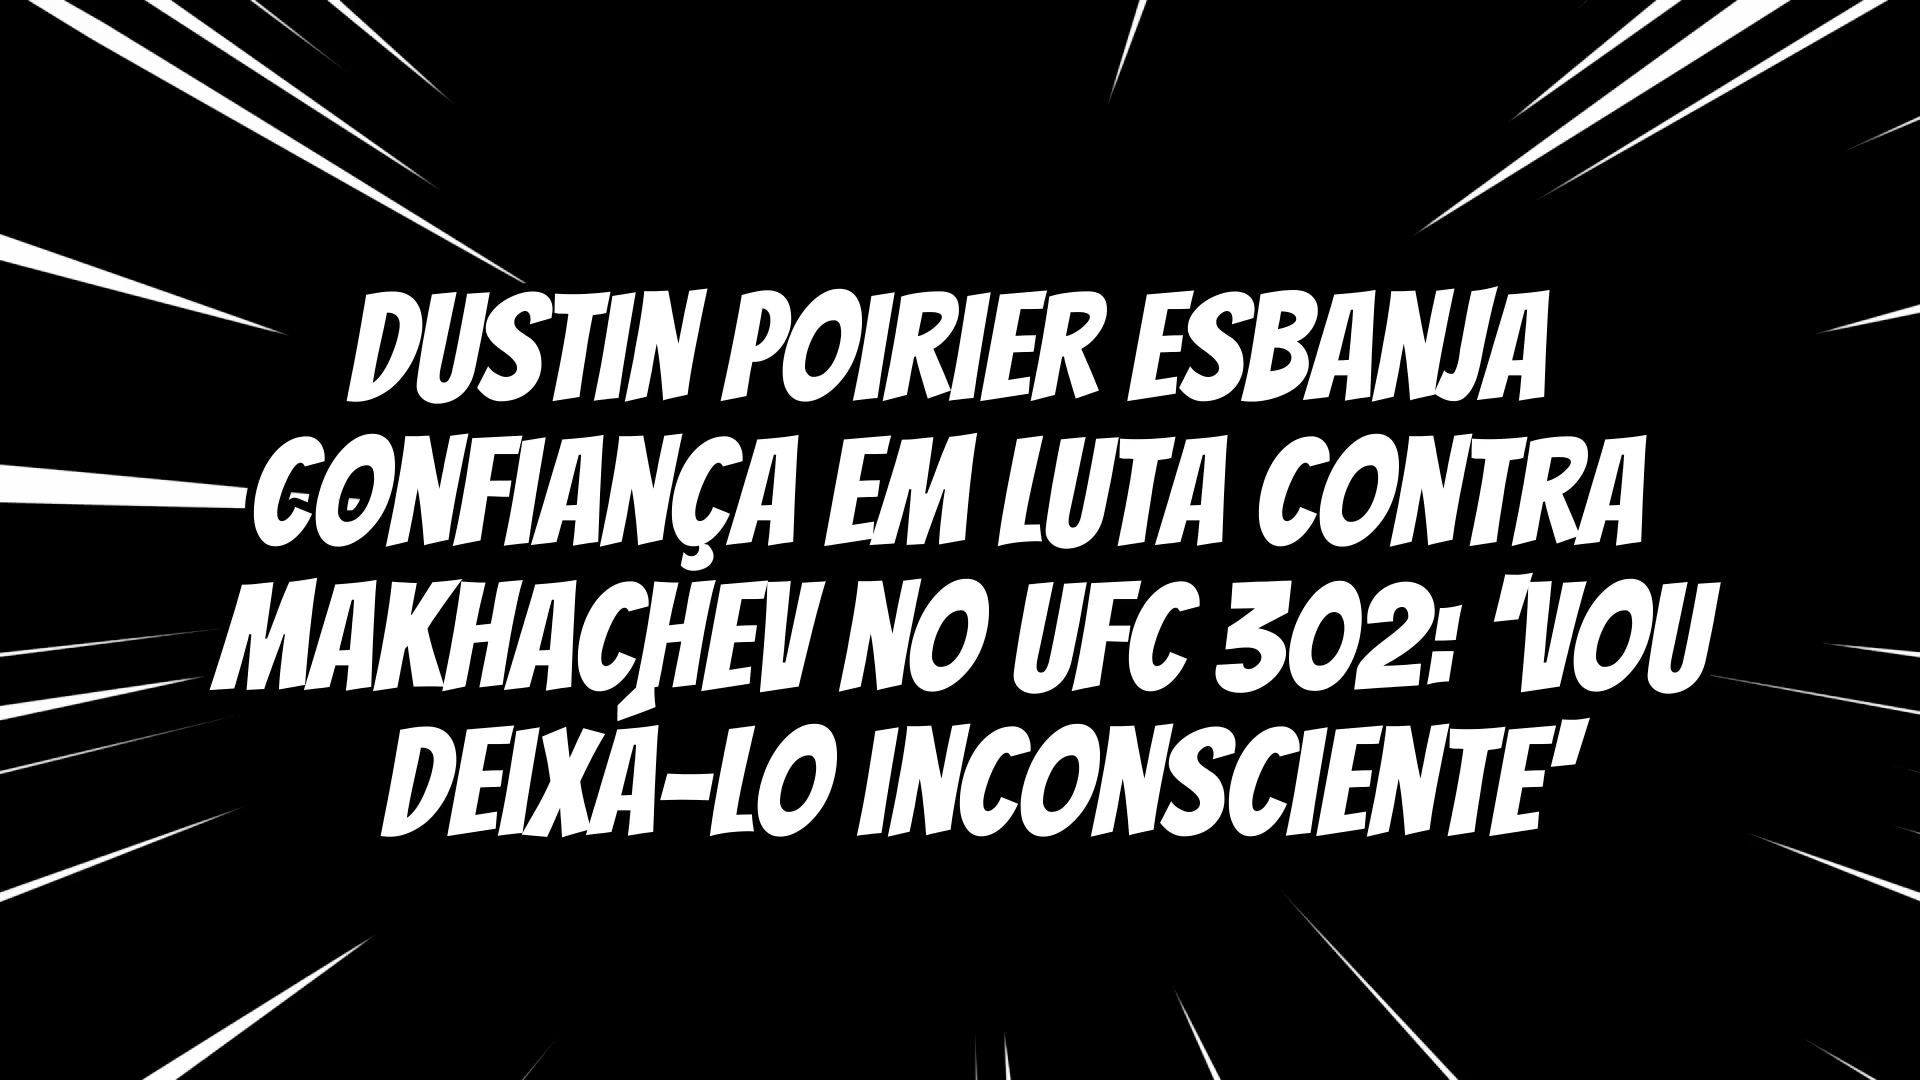 DUSTIN POIRIER ESBANJA
CONFIANÇA EM LUTA CONTRA
MAKHACHEV NO UFC 302: 'VOU
DEIXÁ-LO INCONSCIENTE'